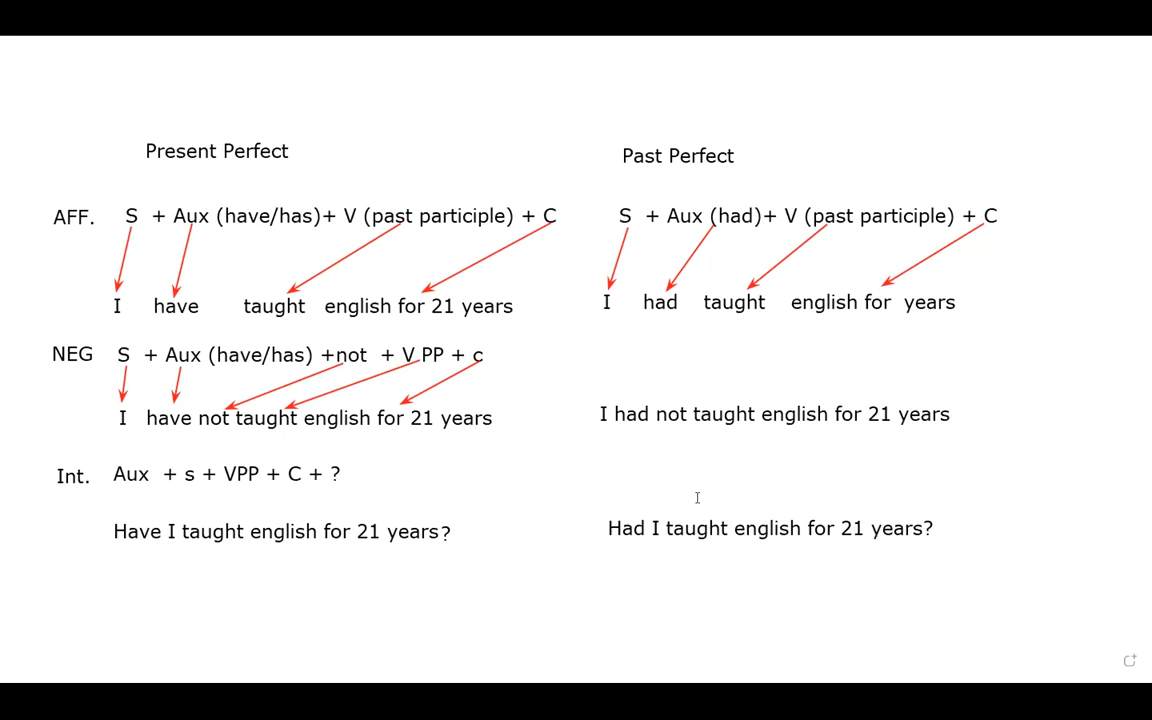 Present Perfect
Past Perfect
AFF. S + Aux (have/has)+ V (past participle) + C
S + Aux (had)+ V (past participle) + C
I have taught english for 21 years
I had taught english for years
NEG S + Aux (have/has) +not + V PP + c
I have not taught english for 21 years
I had not taught english for 21 years
Int. Aux + s + VPP + C + ?
Have I taught english for 21 years?
Had I taught english for 21 years?